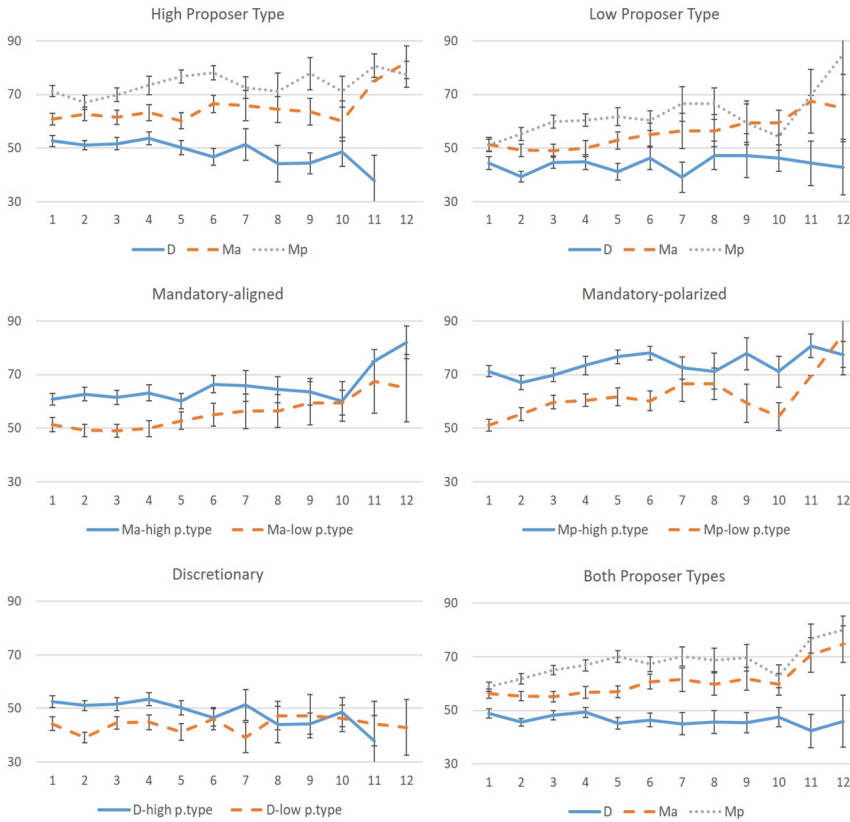 High Proposer Type
90
70
50
30
1 2 3 4 5 6 7 8 9 10 11 12
D Ma Mp
Low Proposer Type
90
70
50
30
1 2 3 4 5 6 7 8 9 10 11 12
D Ma Mp
Mandatory-aligned
90
70
50
30
1 2 3 4 5 6 7 8 9 10 11 12
Ma-high p.type Ma-low p.type
Mandatory-polarized
90
70
50
30
1 2 3 4 5 6 7 8 9 10 11 12
Mp-high p.type Mp-low p.type
Discretionary
90
70
50
30
1 2 3 4 5 6 7 8 9 10 11 12
D-high p.type D-low p.type
Both Proposer Types
90
70
50
30
1 2 3 4 5 6 7 8 9 10 11 12
D Ma Mp